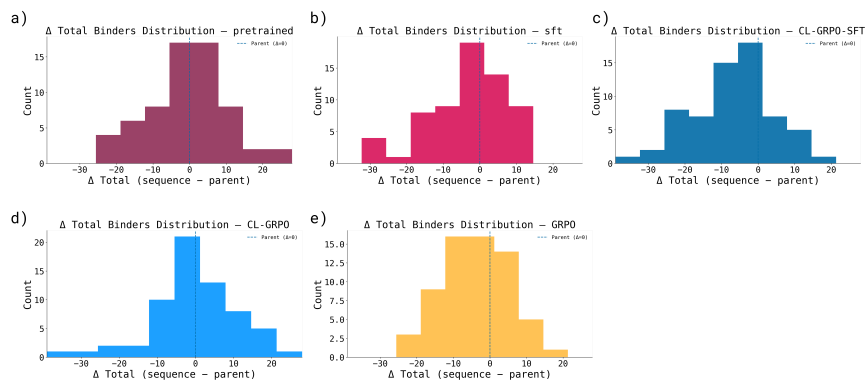 a)
Δ Total Binders Distribution — pretrained
Parent (Δ=0)
Count
15
10
5
0
−30 −20 −10 0 10 20
Δ Total (sequence − parent)
b)
Δ Total Binders Distribution — sft
Parent (Δ=0)
Count
15
10
5
0
−30 −20 −10 0 10 20
Δ Total (sequence − parent)
c)
Δ Total Binders Distribution — CL-GRPO-SFT
Parent (Δ=0)
Count
15
10
5
0
−30 −20 −10 0 10 20
Δ Total (sequence − parent)
d)
Δ Total Binders Distribution — CL-GRPO
Parent (Δ=0)
Count
20
15
10
5
0
−30 −20 −10 0 10 20
Δ Total (sequence − parent)
e)
Δ Total Binders Distribution — GRPO
Parent (Δ=0)
Count
15.0
12.5
10.0
7.5
5.0
2.5
0.0
−30 −20 −10 0 10 20
Δ Total (sequence − parent)